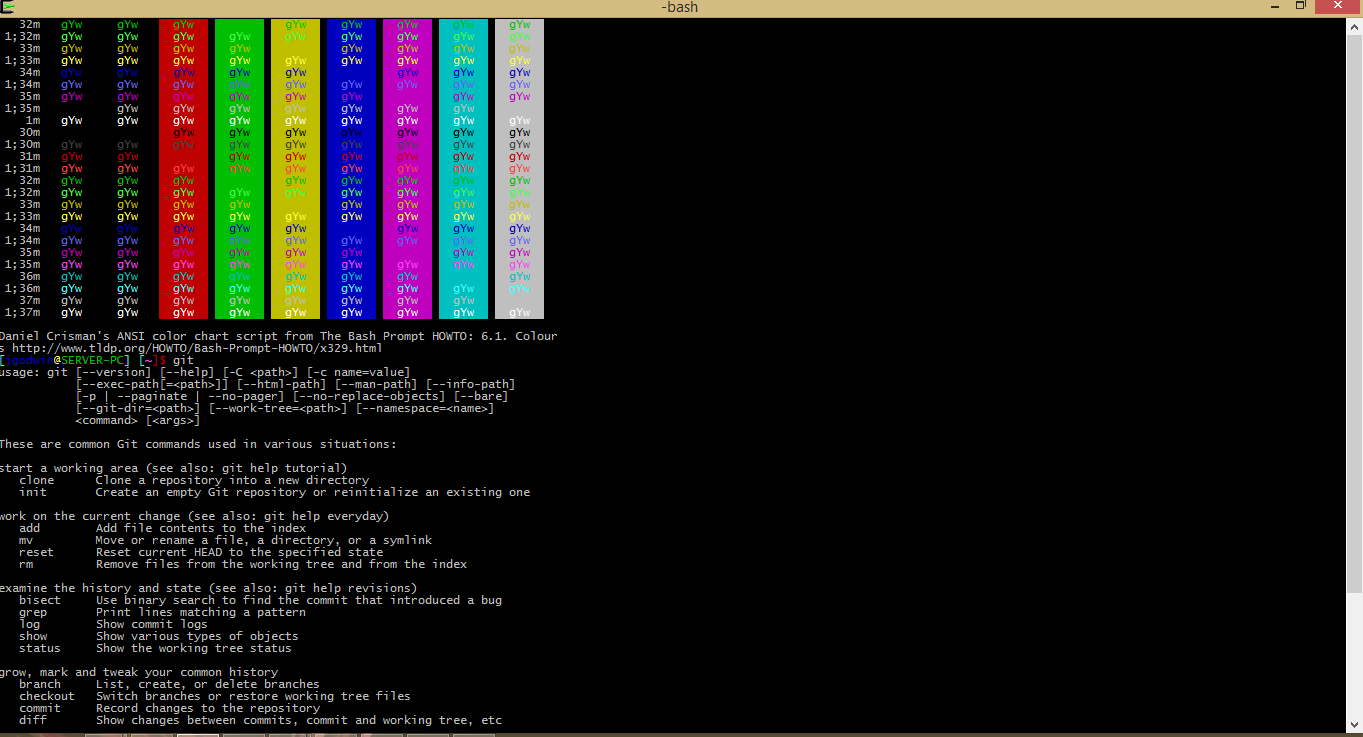 32m gYw gYw gYw gYw gYw gYw gYw gYw
1;32m gYw gYw gYw gYw gYw gYw gYw gYw gYw
33m gYw gYw gYw gYw gYw gYw gYw gYw
1;33m gYw gYw gYw gYw gYw gYw gYw gYw gYw
34m gYw gYw gYw gYw gYw gYw gYw gYw
1;34m gYw gYw gYw gYw gYw gYw gYw gYw gYw
35m gYw gYw gYw gYw gYw gYw gYw gYw
1;35m gYw gYw gYw gYw gYw gYw gYw
1m gYw gYw gYw gYw gYw gYw gYw gYw gYw
30m gYw gYw gYw gYw gYw gYw gYw
1;30m gYw gYw gYw gYw gYw gYw gYw gYw gYw
31m gYw gYw gYw gYw gYw gYw gYw gYw
1;31m gYw gYw gYw gYw gYw gYw gYw gYw gYw
32m gYw gYw gYw gYw gYw gYw gYw gYw
1;32m gYw gYw gYw gYw gYw gYw gYw gYw gYw
33m gYw gYw gYw gYw gYw gYw gYw gYw
1;33m gYw gYw gYw gYw gYw gYw gYw gYw gYw
34m gYw gYw gYw gYw gYw gYw gYw gYw
1;34m gYw gYw gYw gYw gYw gYw gYw gYw gYw
35m gYw gYw gYw gYw gYw gYw gYw gYw
1;35m gYw gYw gYw gYw gYw gYw gYw gYw gYw
36m gYw gYw gYw gYw gYw gYw gYw gYw
1;36m gYw gYw gYw gYw gYw gYw gYw gYw gYw
37m gYw gYw gYw gYw gYw gYw gYw gYw
1;37m gYw gYw gYw gYw gYw gYw gYw gYw gYw
-bash
Daniel Crisman's ANSI color chart script from The Bash Prompt HOWTO: 6.1. Colour
s http://www.tldp.org/HOWTO/Bash-Prompt-HOWTO/x329.html
[jgodwin@SERVER-PC] [~]$ git
usage: git [--version] [--help] [-C <path>] [-c name=value]
[--exec-path[=<path>]] [--html-path] [--man-path] [--info-path]
[-p | --paginate | --no-pager] [--no-replace-objects] [--bare]
[--git-dir=<path>] [--work-tree=<path>] [--namespace=<name>]
<command> [<args>]
These are common Git commands used in various situations:
start a working area (see also: git help tutorial)
clone Clone a repository into a new directory
init Create an empty Git repository or reinitialize an existing one
work on the current change (see also: git help everyday)
add Add file contents to the index
mv Move or rename a file, a directory, or a symlink
reset Reset current HEAD to the specified state
rm Remove files from the working tree and from the index
examine the history and state (see also: git help revisions)
bisect Use binary search to find the commit that introduced a bug
grep Print lines matching a pattern
log Show commit logs
show Show various types of objects
status Show the working tree status
grow, mark and tweak your common history
branch List, create, or delete branches
checkout Switch branches or restore working tree files
commit Record changes to the repository
diff Show changes between commits, commit and working tree, etc